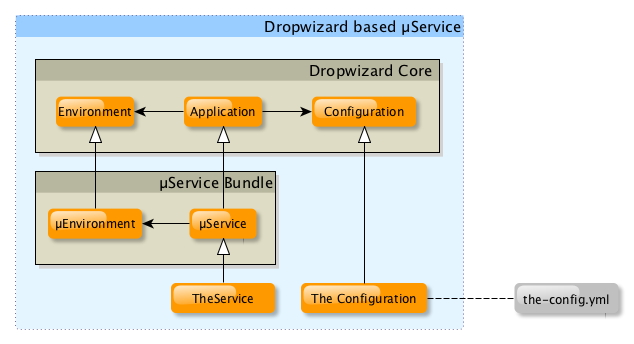 Dropwizard based µService
Dropwizard Core
Environment
Application
Configuration
µService Bundle
µEnvironment
µService
TheService
The Configuration
the-config.yml